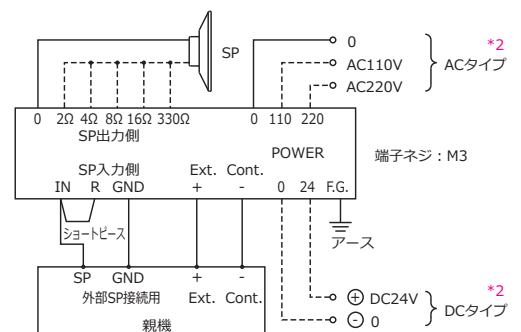 SP
0
*2
AC110V
ACタイプ
AC220V
0 2Ω 4Ω 8Ω 16Ω 330Ω
0 110 220
SP出力側
POWER
端子ネジ:M3
SP入力側
Ext. Cont.
IN R GND
+ -
0 24 F.G.
ショートピース
アース
SP GND
+ -
外部SP接続用
Ext. Cont.
親機
*2
+ DC24V
DCタイプ
- 0